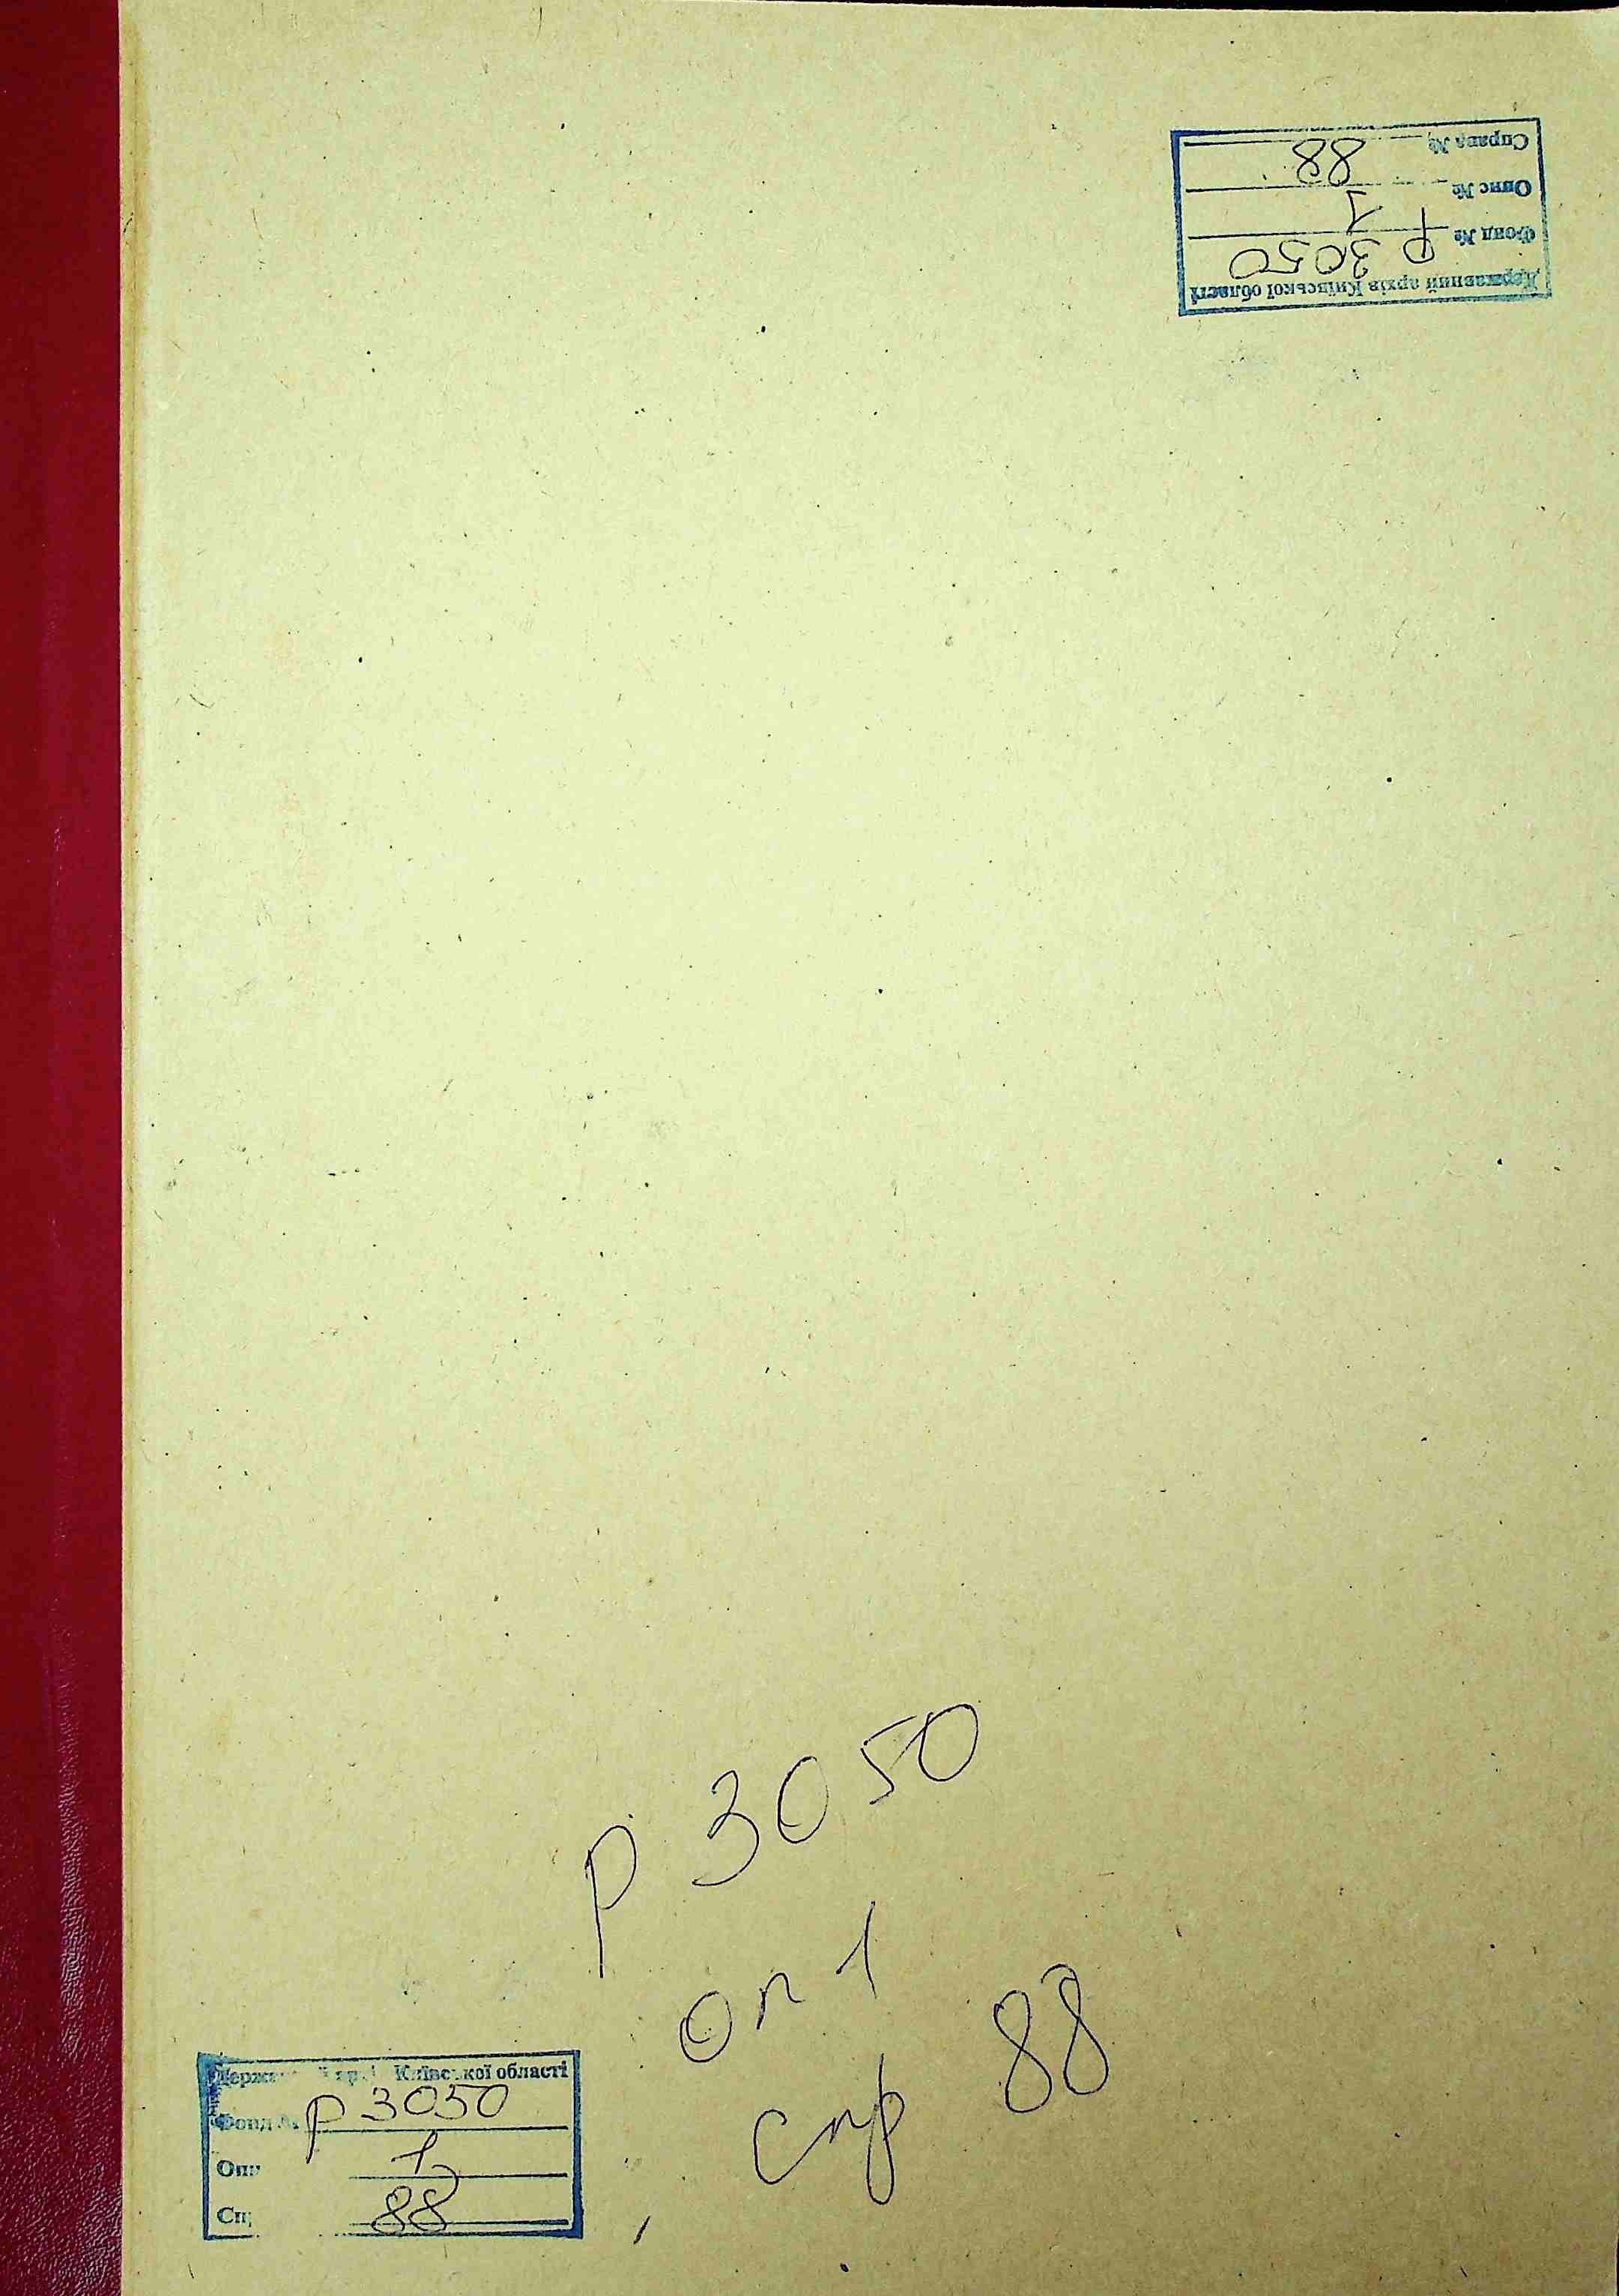 Державний архів Київської області
Фонд № Р 3050
Опис № 1
Справа № 88
Р 3050
оп 1
спр 88
Київської області
Фонд № Р 3050
1
88